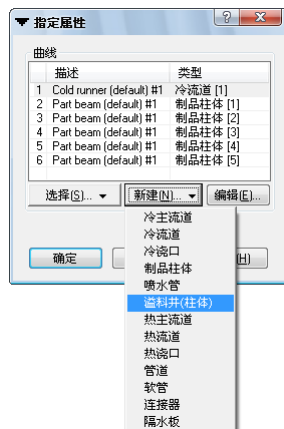 指定属性
曲线
描述 类型
1 Cold runner (default) #1 冷流道 [1]
2 Part beam (default) #1 制品柱体 [1]
3 Part beam (default) #1 制品柱体 [2]
4 Part beam (default) #1 制品柱体 [3]
5 Part beam (default) #1 制品柱体 [4]
6 Part beam (default) #1 制品柱体 [5]
选择(S)... 新建(N)... 编辑(E)...
冷主流道
冷流道
冷浇口
确定 (H)
制品柱体
喷水管
溢料井(柱体)
热主流道
热流道
热浇口
管道
软管
连接器
隔水板